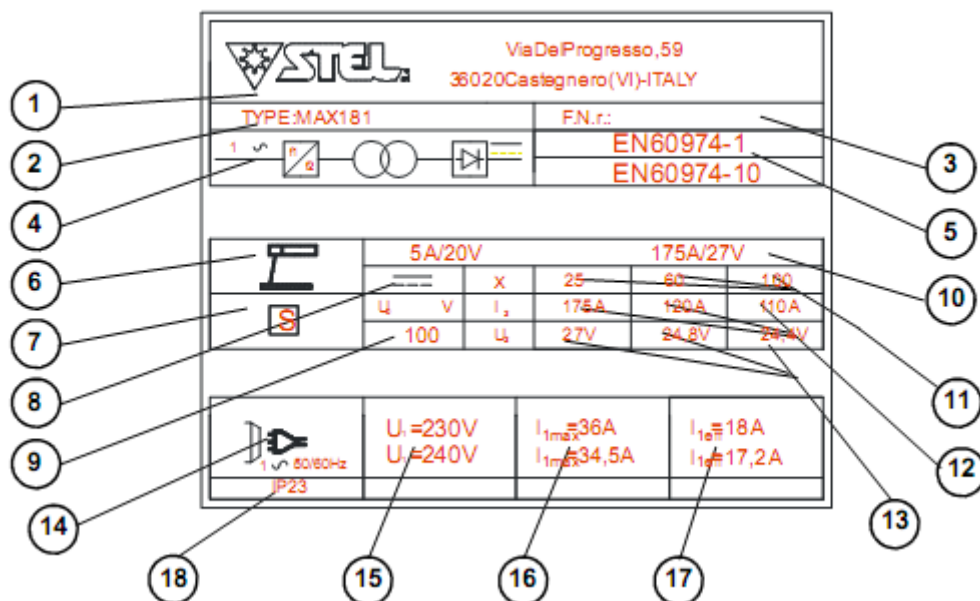 STEL
ViaDelProgresso,59
36020Castegnero(VI)-ITALY
1
TYPE:MAX181
F.N.r.:
2
1
f1
f2
EN60974-1
EN60974-10
3
4
5
6
5A/20V
175A/27V
X
25
60
100
10
7
S
U₀ V
I₂
175A
120A
110A
8
100
U₂
27V
24,8V
24,4V
11
9
U₁=230V
I1max=36A
I1eff=18A
12
1 50/60Hz
U₁=240V
I1max=34,5A
I1eff=17,2A
13
14
IP23
18
15
16
17